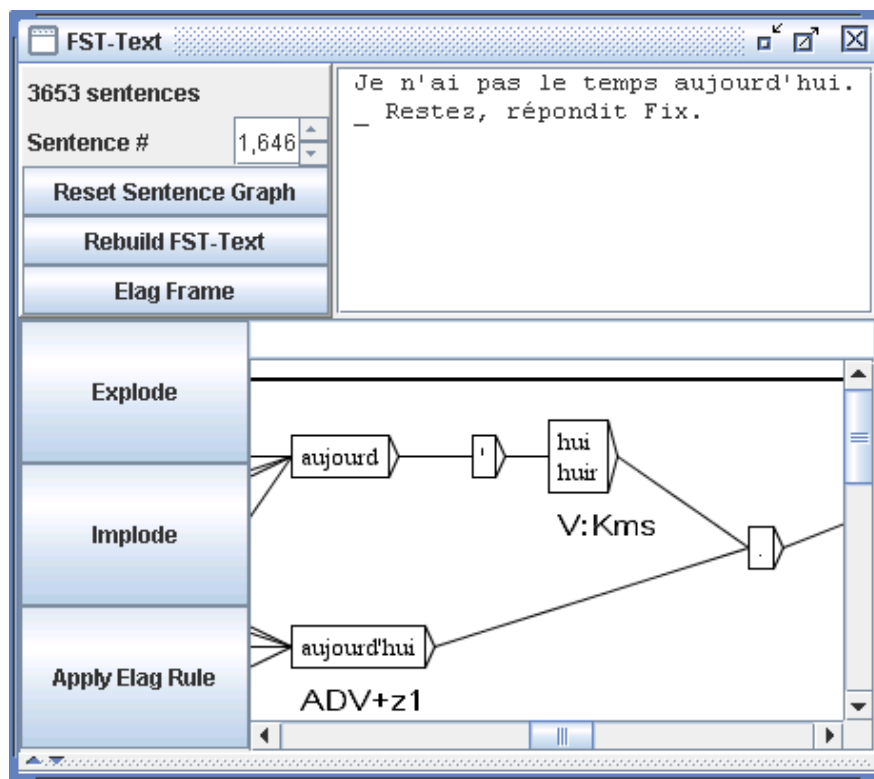 FST-Text
3653 sentences
Sentence # 1,646
Reset Sentence Graph
Rebuild FST-Text
Elag Frame
Je n'ai pas le temps aujourd'hui.
_ Restez, répondit Fix.
Explode
Implode
Apply Elag Rule
aujourd
'
hui
huir
V:Kms
.
aujourd'hui
ADV+z1